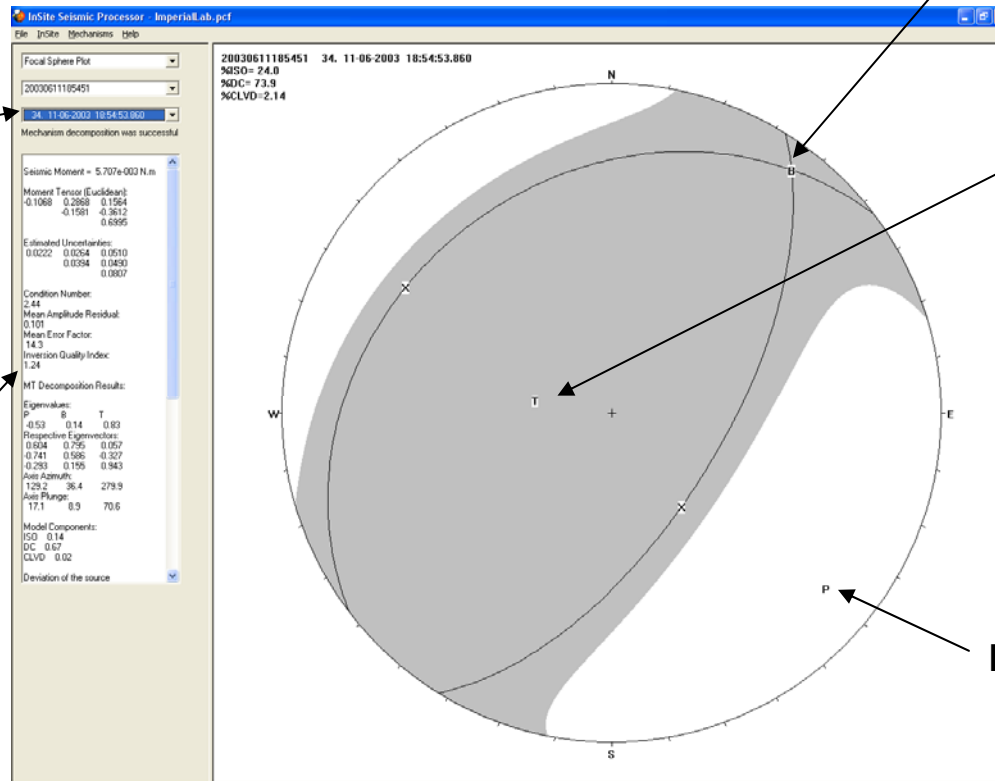 InSite Seismic Processor - ImperialLab.pcf
File InSite Mechanisms Help
Focal Sphere Plot
20030611185451
34. 11-06-2003 18:54:53.860
Mechanism decomposition was successful
Seismic Moment = 5.707e-003 N.m
Moment Tensor (Euclidean):
-0.1068 0.2868 0.1564
-0.1581 -0.3612
0.6995
Estimated Uncertainties:
0.0222 0.0264 0.0510
0.0394 0.0490
0.0807
Condition Number:
2.44
Mean Amplitude Residual:
0.101
Mean Error Factor:
14.3
Inversion Quality Index:
1.24
MT Decomposition Results:
Eigenvalues:
P B T
-0.53 0.14 0.83
Respective Eigenvectors:
0.604 0.795 0.057
-0.741 0.586 -0.327
-0.293 0.155 0.943
Axis Azimuth:
129.2 36.4 279.9
Axis Plunge:
17.1 8.9 70.6
Model Components:
ISO 0.14
DC 0.67
CLVD 0.02
Deviation of the source
20030611185451 34. 11-06-2003 18:54:53.860
%ISO= 24.0
%DC= 73.9
%CLVD=2.14
N
B
X
T
W
E
X
P
S